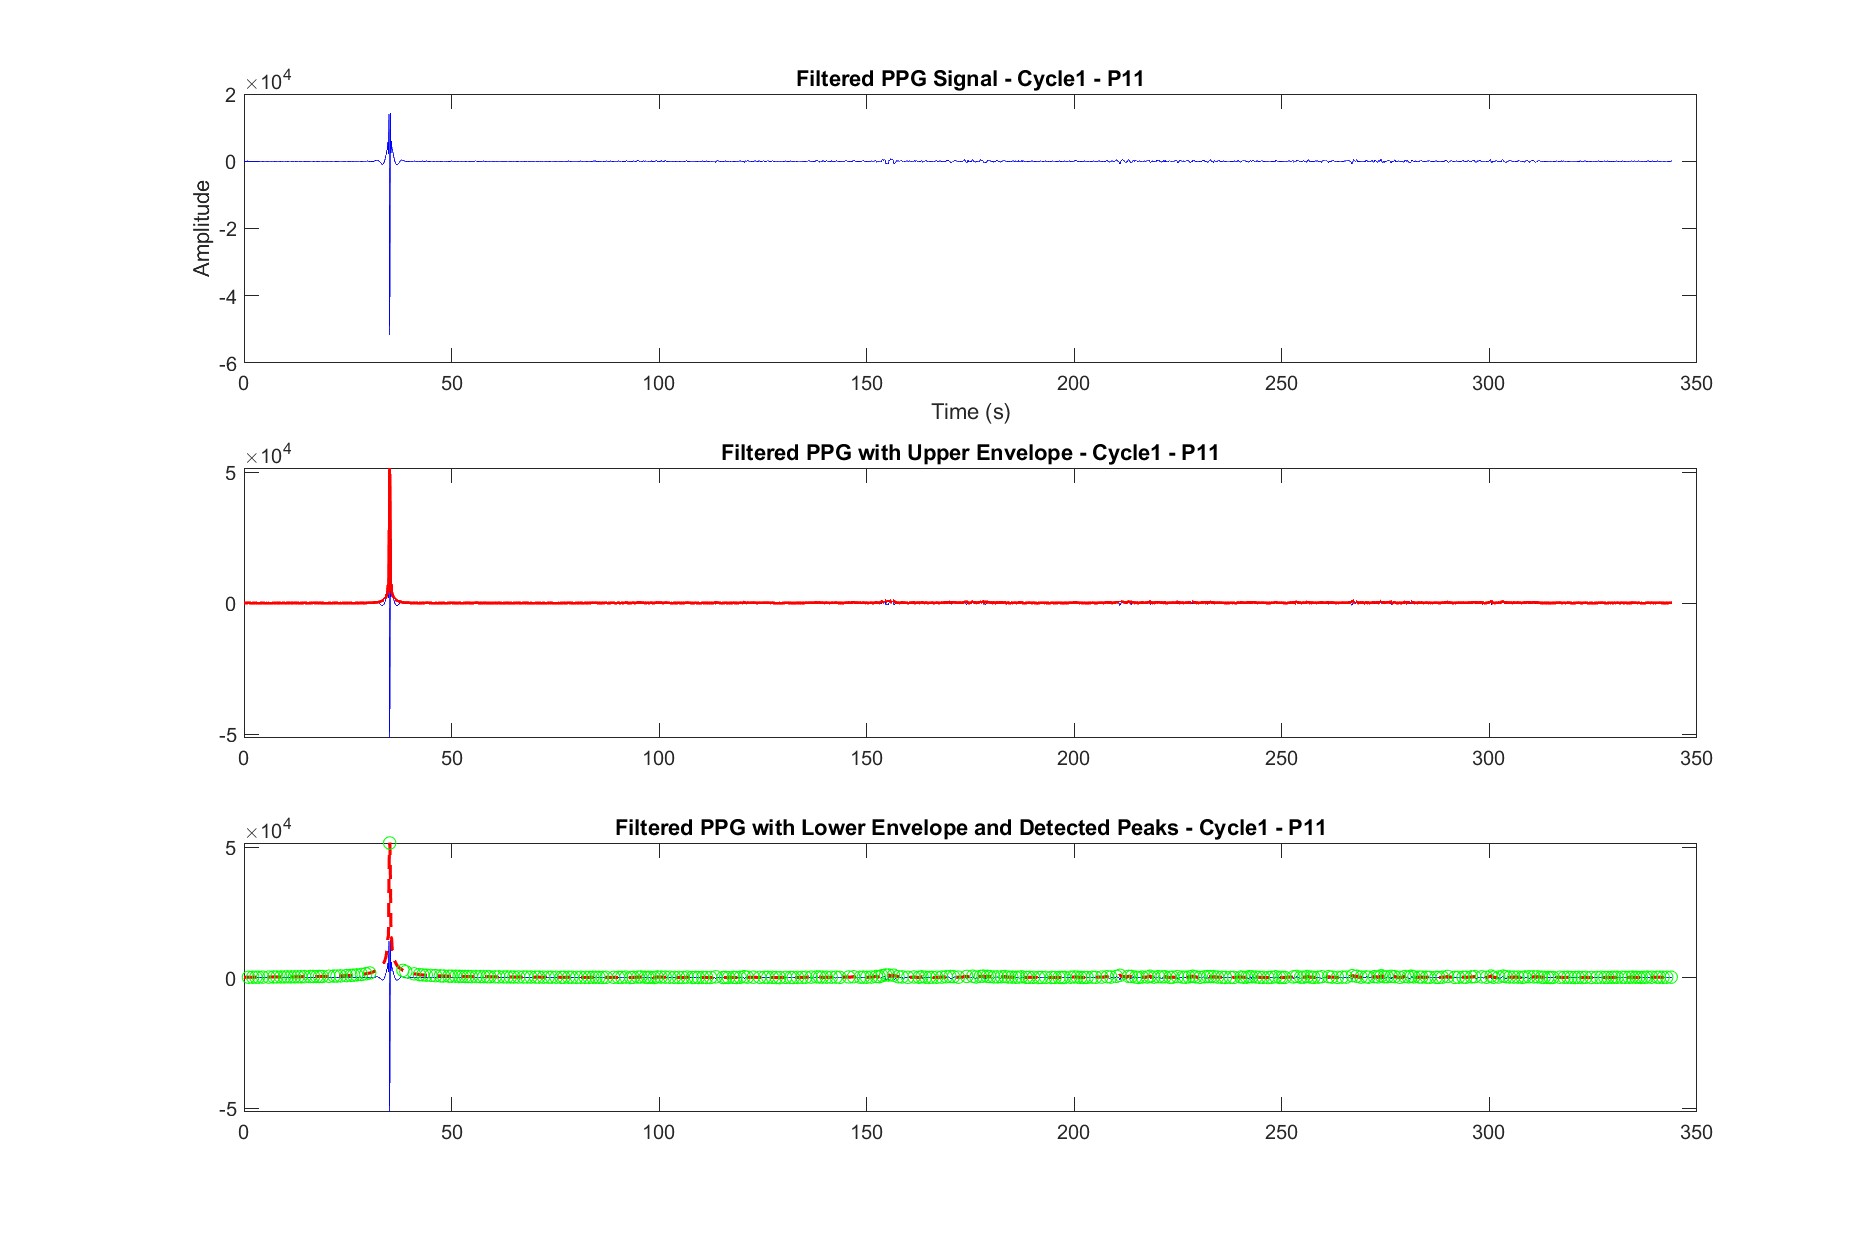 Filtered PPG Signal - Cycle1 - P11
×10^4
2
0
-2
-4
-6
Amplitude
0 50 100 150 200 250 300 350
Time (s)
Filtered PPG with Upper Envelope - Cycle1 - P11
×10^4
5
0
-5
0 50 100 150 200 250 300 350
Filtered PPG with Lower Envelope and Detected Peaks - Cycle1 - P11
×10^4
5
0
-5
0 50 100 150 200 250 300 350